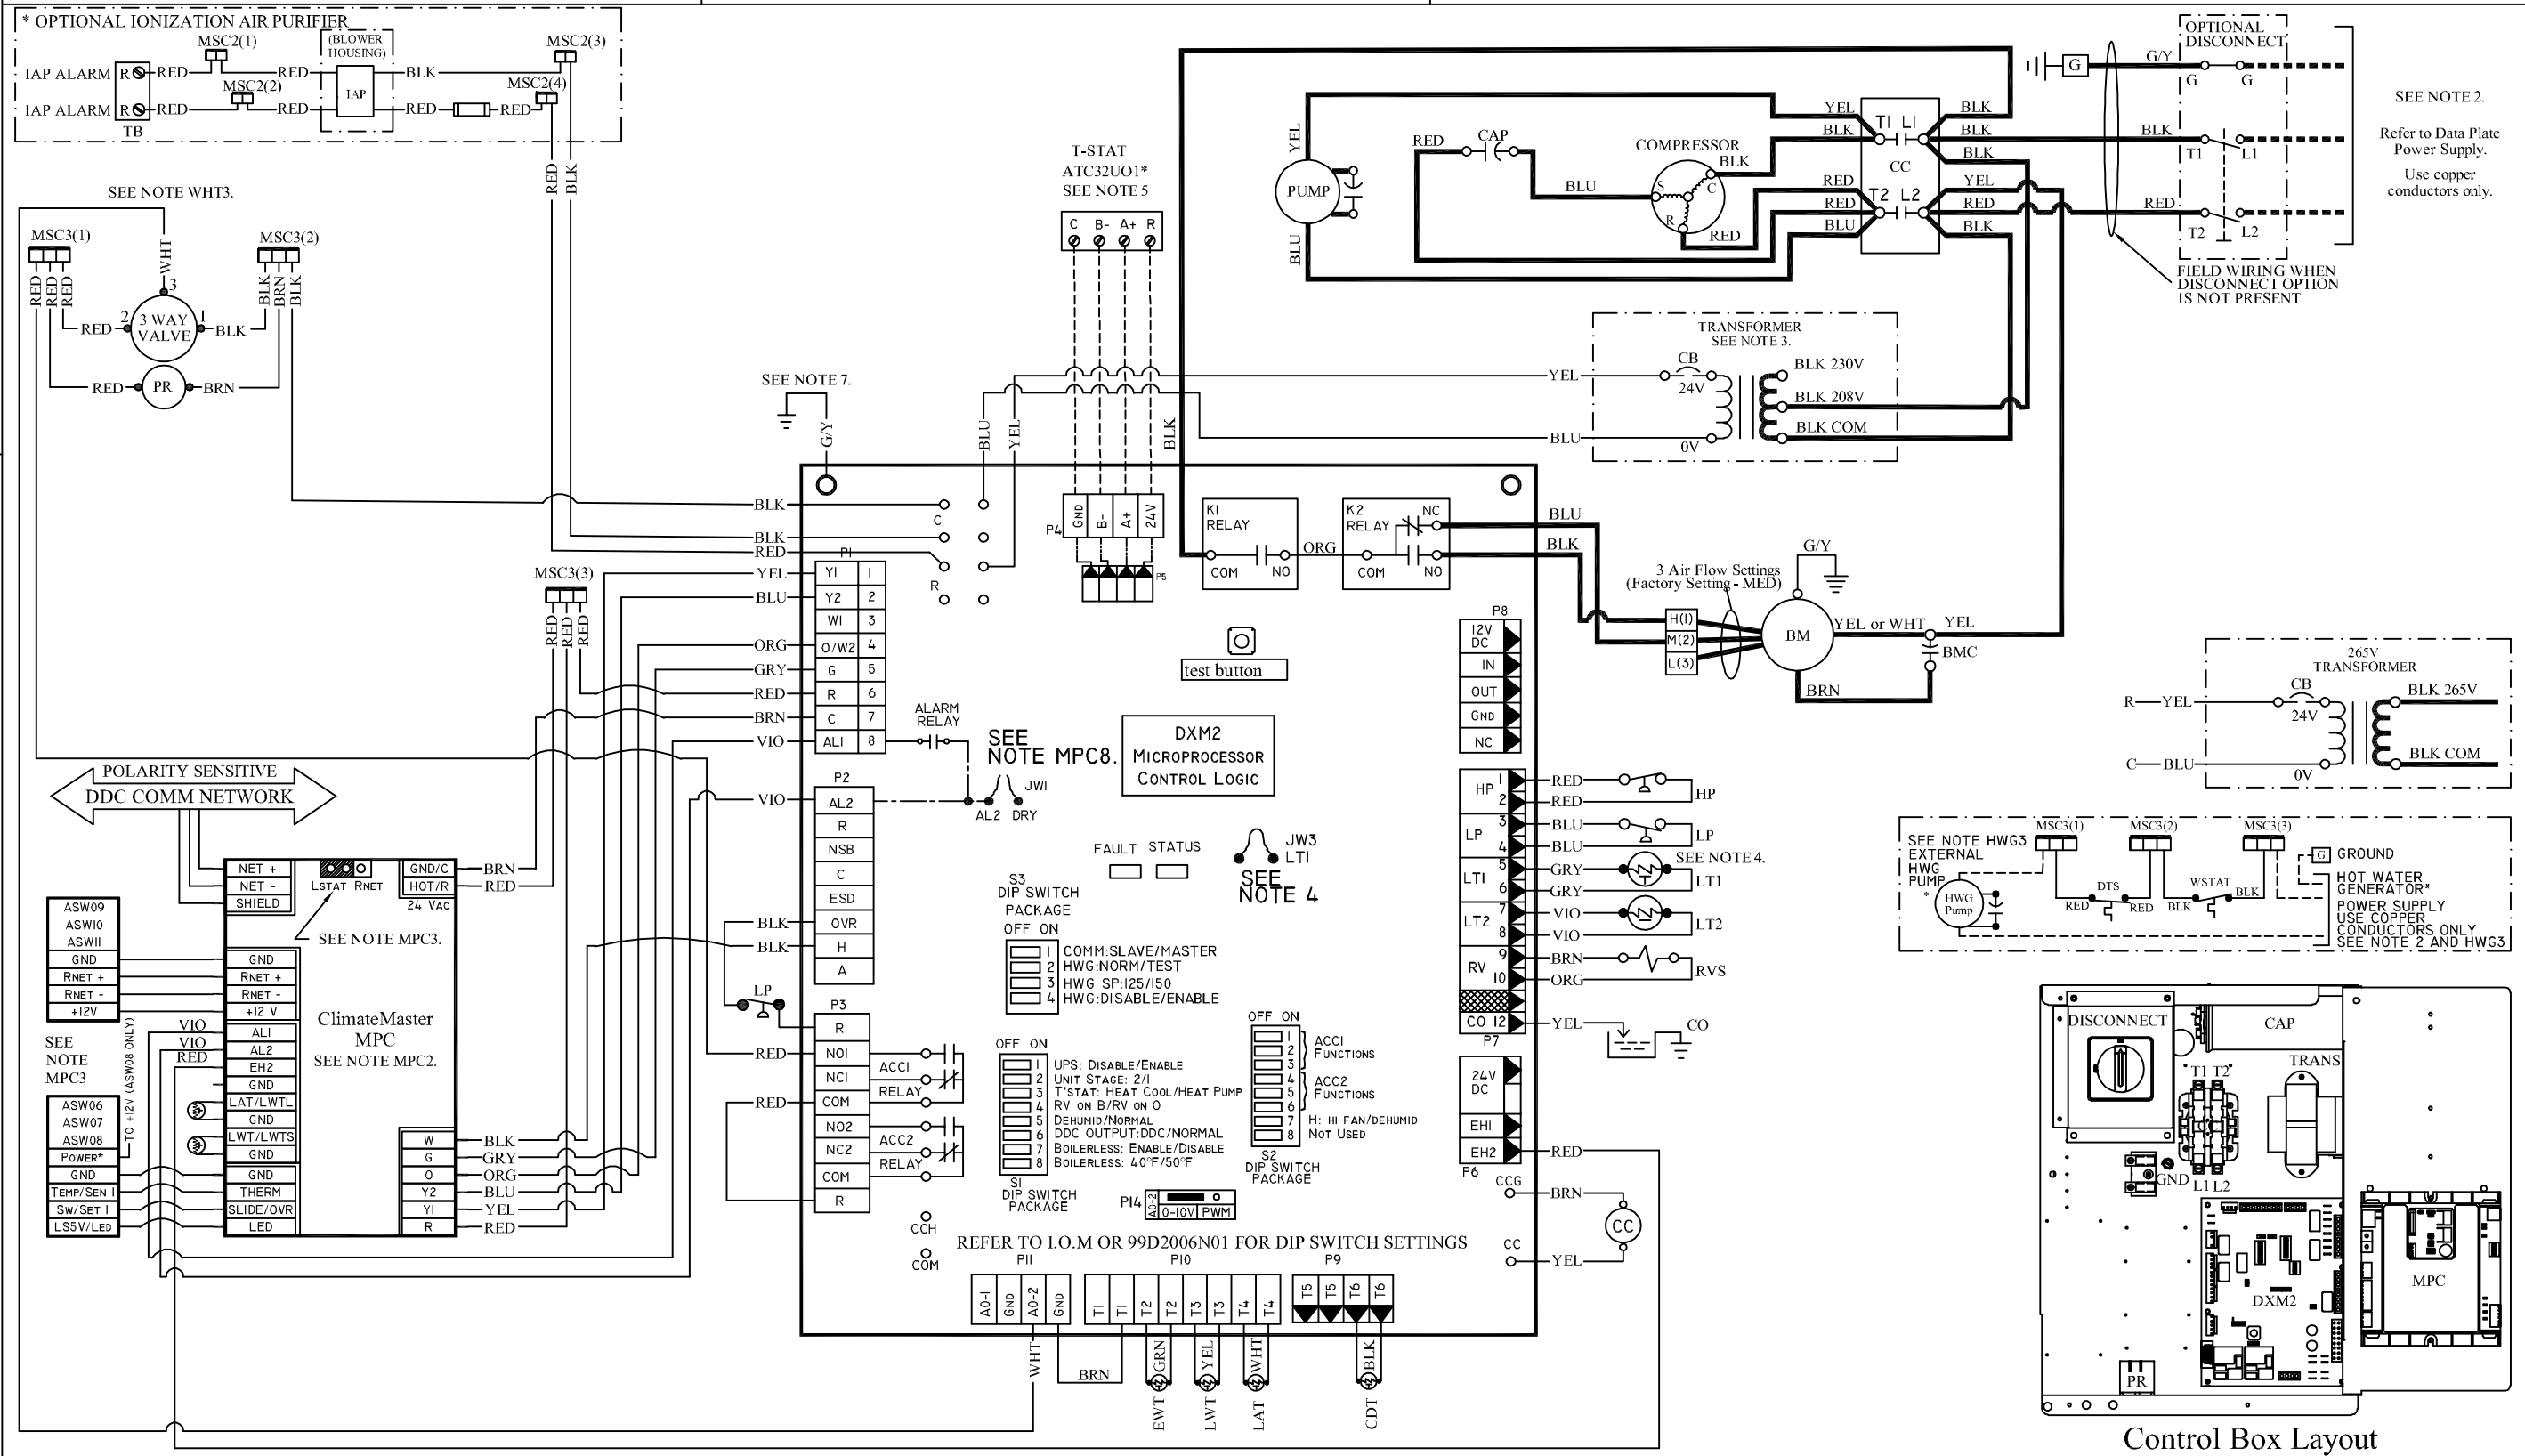 * OPTIONAL IONIZATION AIR PURIFIER
MSC2(1)
(BLOWER
HOUSING)
MSC2(3)
IAP ALARM R RED RED BLK
MSC2(2)
MSC2(4)
IAP
IAP ALARM R RED RED RED RED
TB
RED
BLK
SEE NOTE WHT3.
MSC3(1)
MSC3(2)
WHT
RED
RED
RED
BLK
BRN
BLK
3
RED 2 3 WAY
VALVE 1 BLK
RED PR BRN
T-STAT
ATC32U01*
SEE NOTE 5
C B- A+ R
YEL
PUMP
BLU
RED CAP
BLU
COMPRESSOR
BLK
S
C
R
RED
YEL
BLK
T1 L1
CC
T2 L2
RED
RED
BLU
BLK
BLK
BLK
YEL
RED
BLK
G
G/Y
OPTIONAL
DISCONNECT
G G
BLK
T1 L1
RED
T2 L2
SEE NOTE 2.
Refer to Data Plate
Power Supply.
Use copper
conductors only.
FIELD WIRING WHEN
DISCONNECT OPTION
IS NOT PRESENT
TRANSFORMER
SEE NOTE 3.
YEL
CB
24V
BLK 230V
BLK 208V
BLK COM
BLU
0V
SEE NOTE 7.
G/Y
BLU
YEL
BLK
BLK
C
BLK
RED
R
P4 GND B- A+ 24V
P5
K1
RELAY
COM NO
ORG
K2
RELAY
NC
COM NO
BLU
BLK
3 Air Flow Settings
(Factory Setting - MED)
H(1)
M(2)
L(3)
G/Y
BM
YEL or WHT YEL
BMC
BRN
265V
TRANSFORMER
R YEL CB
24V
BLK 265V
C BLU 0V
BLK COM
MSC3(3)
RED
RED
RED
P1
YEL Y1 1
BLU Y2 2
W1 3
ORG O/W2 4
GRY G 5
RED R 6
BRN C 7
VIO AL1 8
ALARM
RELAY
SEE
NOTE MPC8.
JW1
AL2 DRY
test button
DXM2
MICROPROCESSOR
CONTROL LOGIC
P8
12V
DC
IN
OUT
GND
NC
P2
VIO AL2
R
NSB
C
ESD
BLK OVR
BLK H
A
LP
P3
R
RED NO1
NC1
RED COM
NO2
NC2
COM
R
ACC1
RELAY
ACC2
RELAY
FAULT STATUS
JW3
LT1
SEE
NOTE 4
S3
DIP SWITCH
PACKAGE
OFF ON
1 COMM:SLAVE/MASTER
2 HWG:NORM/TEST
3 HWG SP:125/150
4 HWG:DISABLE/ENABLE
OFF ON
1 UPS: DISABLE/ENABLE
2 UNIT STAGE: 2/1
3 T'STAT: HEAT COOL/HEAT PUMP
4 RV ON B/RV ON O
5 DEHUMID/NORMAL
6 DDC OUTPUT:DDC/NORMAL
7 BOILERLESS: ENABLE/DISABLE
8 BOILERLESS: 40°F/50°F
S1
DIP SWITCH
PACKAGE
OFF ON
1
2
3
4
5
6
7
8
ACC1
FUNCTIONS
ACC2
FUNCTIONS
H: HI FAN/DEHUMID
NOT USED
S2
DIP SWITCH
PACKAGE
P14 AO-2 0-10V PWM
CCH
COM
REFER TO I.O.M OR 99D2006N01 FOR DIP SWITCH SETTINGS
P11
AO-1 GND AO-2 GND
P10
T1 T1 T2 T2 T3 T3 T4 T4
P9
T5 T5 T6 T6
WHT
BRN
GRN
YEL
WHT
BLK
EWT
LWT
LAT
CDT
HP 1 RED
2 RED
HP
LP 3 BLU
4 BLU
LP
LT1 5 GRY
6 GRY
SEE NOTE 4.
LT1
LT2 7 VIO
8 VIO
LT2
RV 9 BRN
10 ORG
RVS
CO 12 YEL
CO
P7
24V
DC
EH1
EH2 RED
P6
CCG BRN
CC
CC YEL
POLARITY SENSITIVE
DDC COMM NETWORK
NET +
NET -
SHIELD
LSTAT RNET
GND/C BRN
HOT/R RED
24 VAC
SEE NOTE MPC3.
ASW09
ASW10
ASW11
GND
RNET +
RNET -
+12V
GND
RNET +
RNET -
+12 V
SEE
NOTE
MPC3
TO +12V (ASW08 ONLY)
VIO
VIO
RED
AL1
AL2
EH2
GND
LAT/LWTL
GND
LWT/LWTS
GND
GND
THERM
SLIDE/OVR
LED
ASW06
ASW07
ASW08
POWER*
GND
TEMP/SEN 1
SW/SET 1
LS5V/LED
ClimateMaster
MPC
SEE NOTE MPC2.
W BLK
G GRY
O ORG
Y2 BLU
Y1 YEL
R RED
SEE NOTE HWG3
EXTERNAL
HWG
PUMP
*
HWG
Pump
MSC3(1)
MSC3(2)
MSC3(3)
RED DTS RED
BLK WSTAT BLK
G GROUND
HOT WATER
GENERATOR*
POWER SUPPLY
USE COPPER
CONDUCTORS ONLY
SEE NOTE 2 AND HWG3
DISCONNECT
CAP
TRANS
T1 T2
GND
L1 L2
DXM2
MPC
PR
Control Box Layout